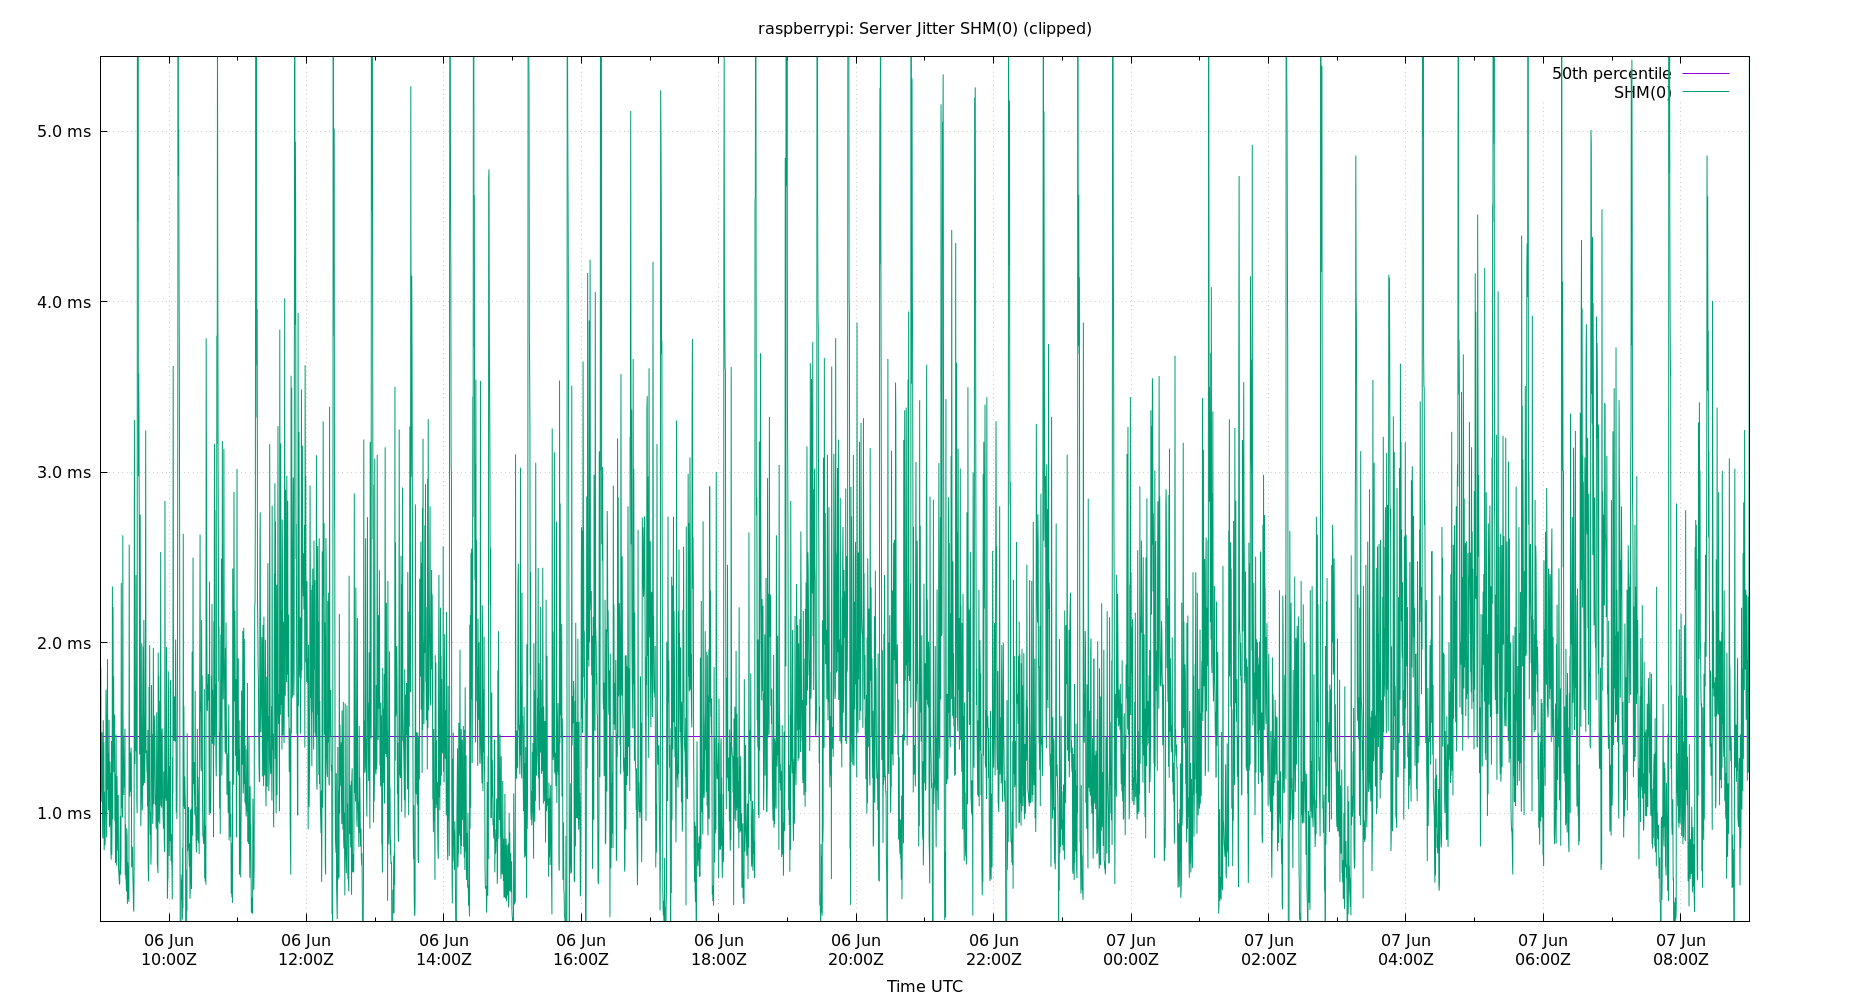 raspberrypi: Server Jitter SHM(0) (clipped)
50th percentile
SHM(0)
5.0 ms
4.0 ms
3.0 ms
2.0 ms
1.0 ms
06 Jun 06 Jun 06 Jun 06 Jun 06 Jun 06 Jun 06 Jun 07 Jun 07 Jun 07 Jun 07 Jun 07 Jun
10:00Z 12:00Z 14:00Z 16:00Z 18:00Z 20:00Z 22:00Z 00:00Z 02:00Z 04:00Z 06:00Z 08:00Z
Time UTC